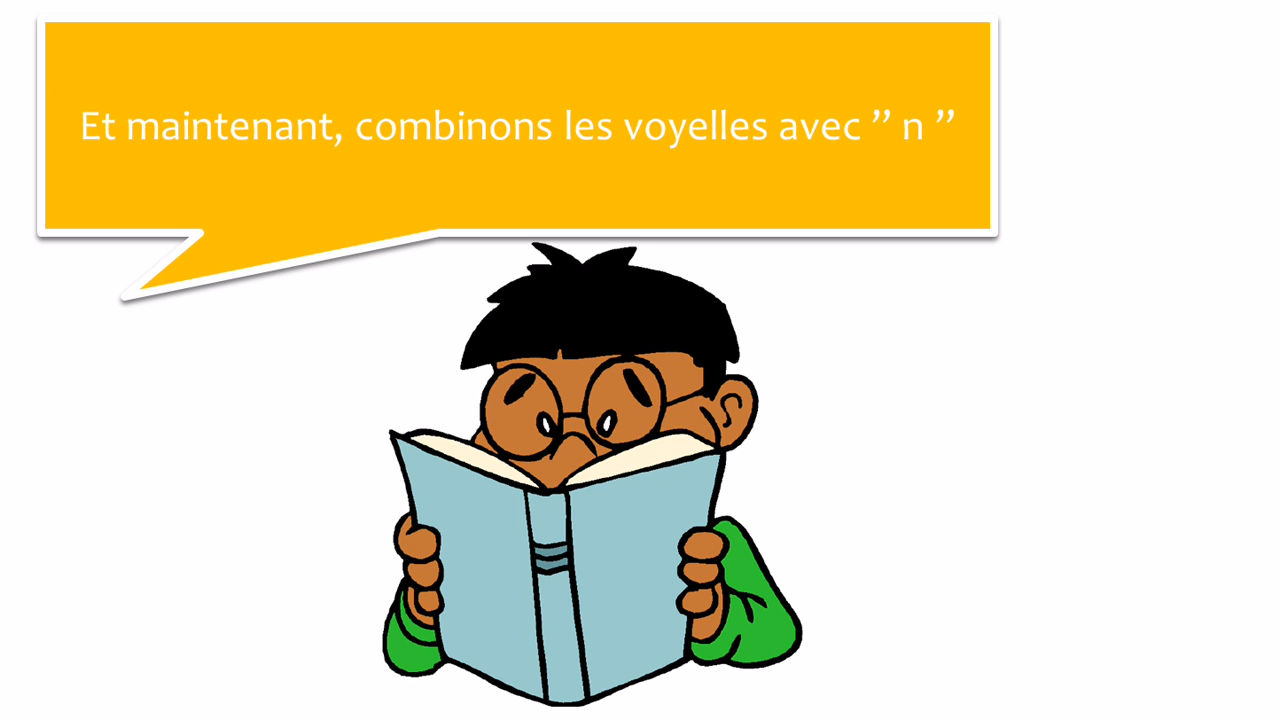 Et maintenant, combinons les voyelles avec ” n ”